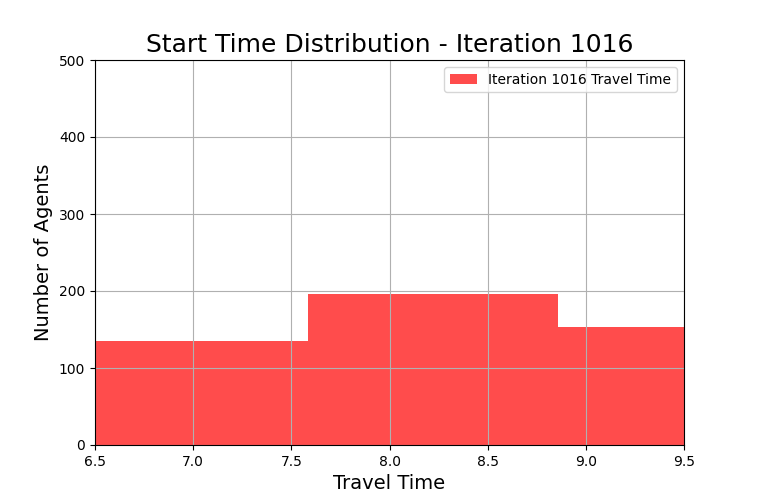 Start Time Distribution - Iteration 1016
Iteration 1016 Travel Time
Number of Agents
500
400
300
200
100
0
6.5 7.0 7.5 8.0 8.5 9.0 9.5
Travel Time